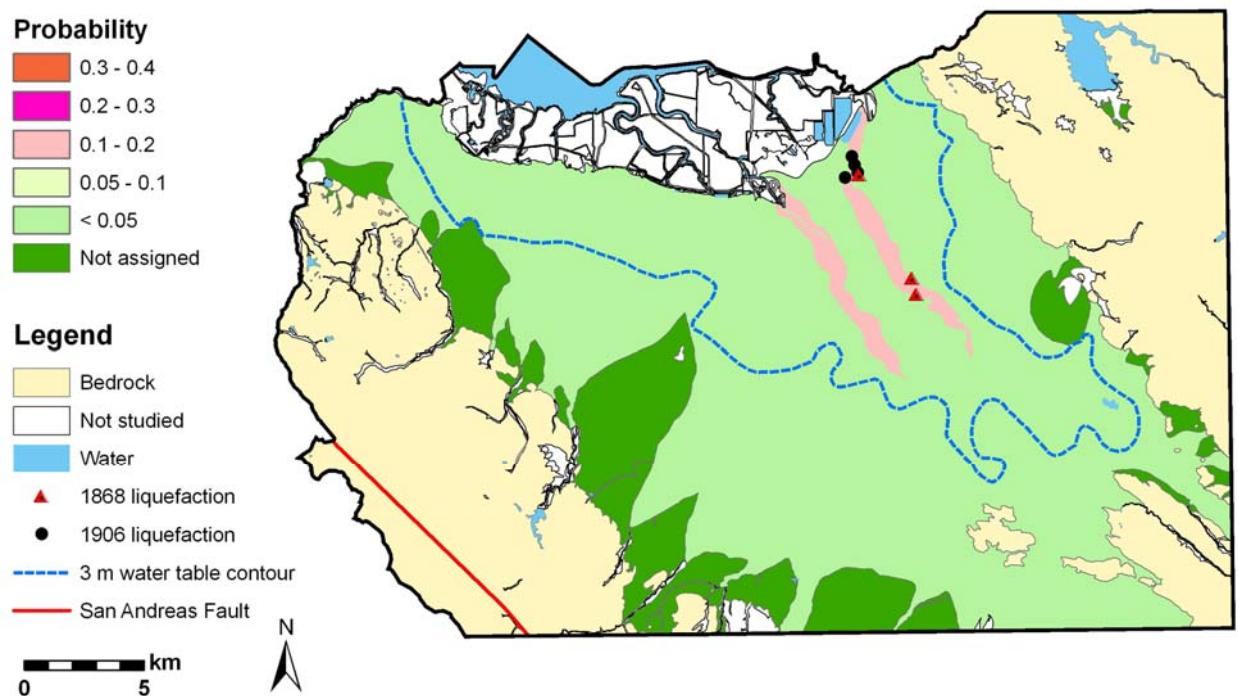 Probability
0.3 - 0.4
0.2 - 0.3
0.1 - 0.2
0.05 - 0.1
< 0.05
Not assigned
Legend
Bedrock
Not studied
Water
1868 liquefaction
1906 liquefaction
3 m water table contour
San Andreas Fault
N
km
0 5